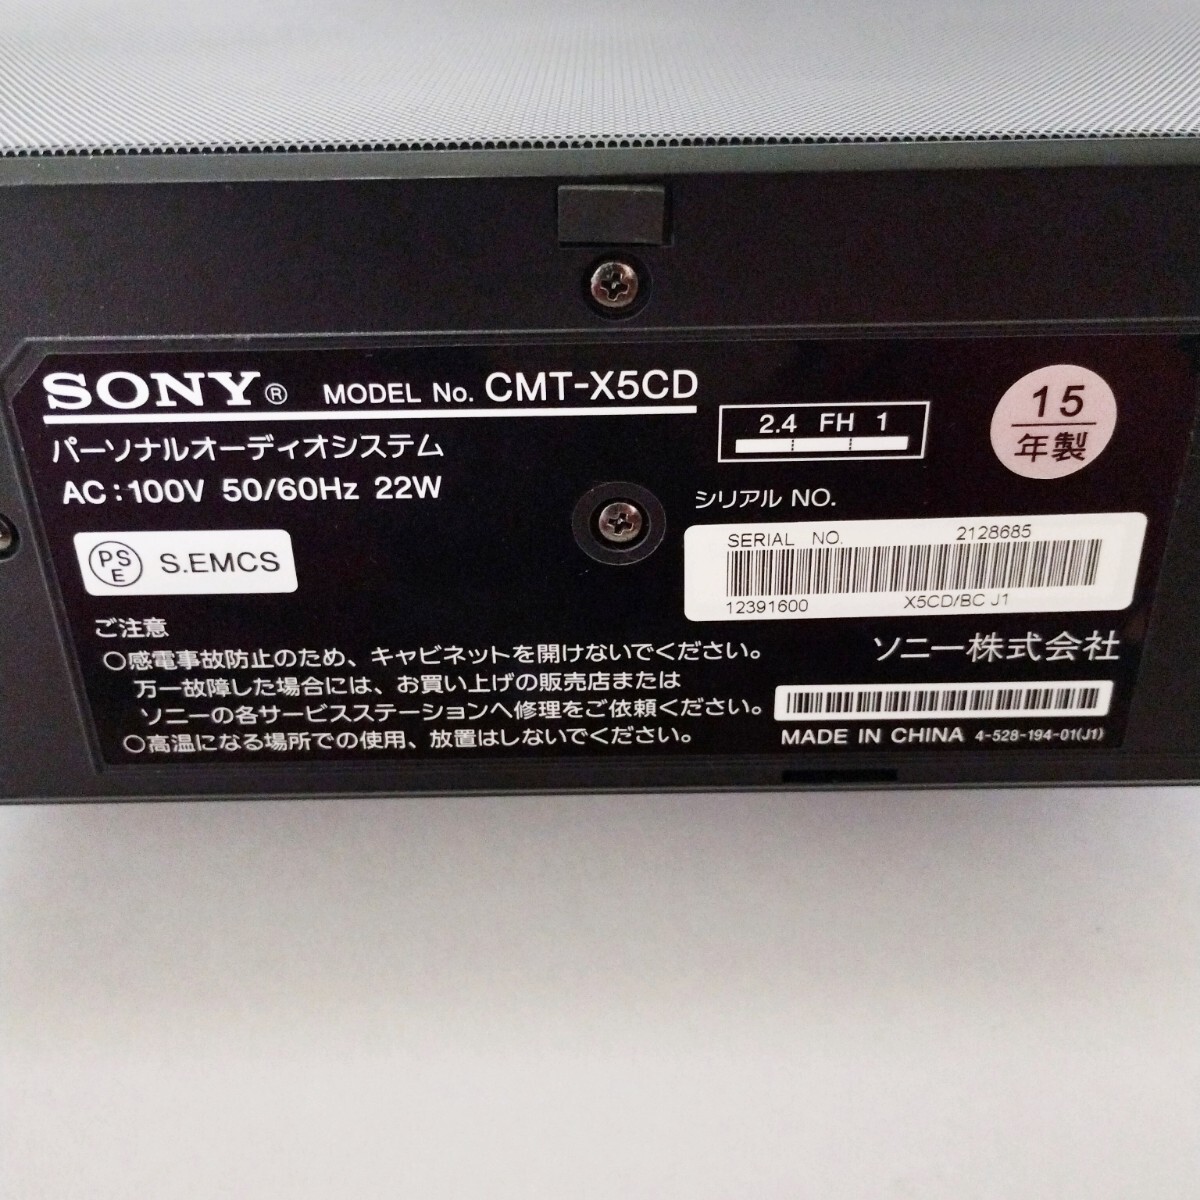 SONY® MODEL No. CMT-X5CD
パーソナルオーディオシステム
AC:100V 50/60Hz 22W
2.4 FH 1
15
年製
シリアル NO.
PSE S.EMCS
SERIAL NO. 2128685
12391600 X5CD/BC J1
ご注意
○感電事故防止のため、キャビネットを開けないでください。
万一故障した場合には、お買い上げの販売店または
ソニーの各サービスステーションへ修理をご依頼ください。
○高温になる場所での使用、放置はしないでください。
ソニー株式会社
MADE IN CHINA 4-528-194-01(J1)